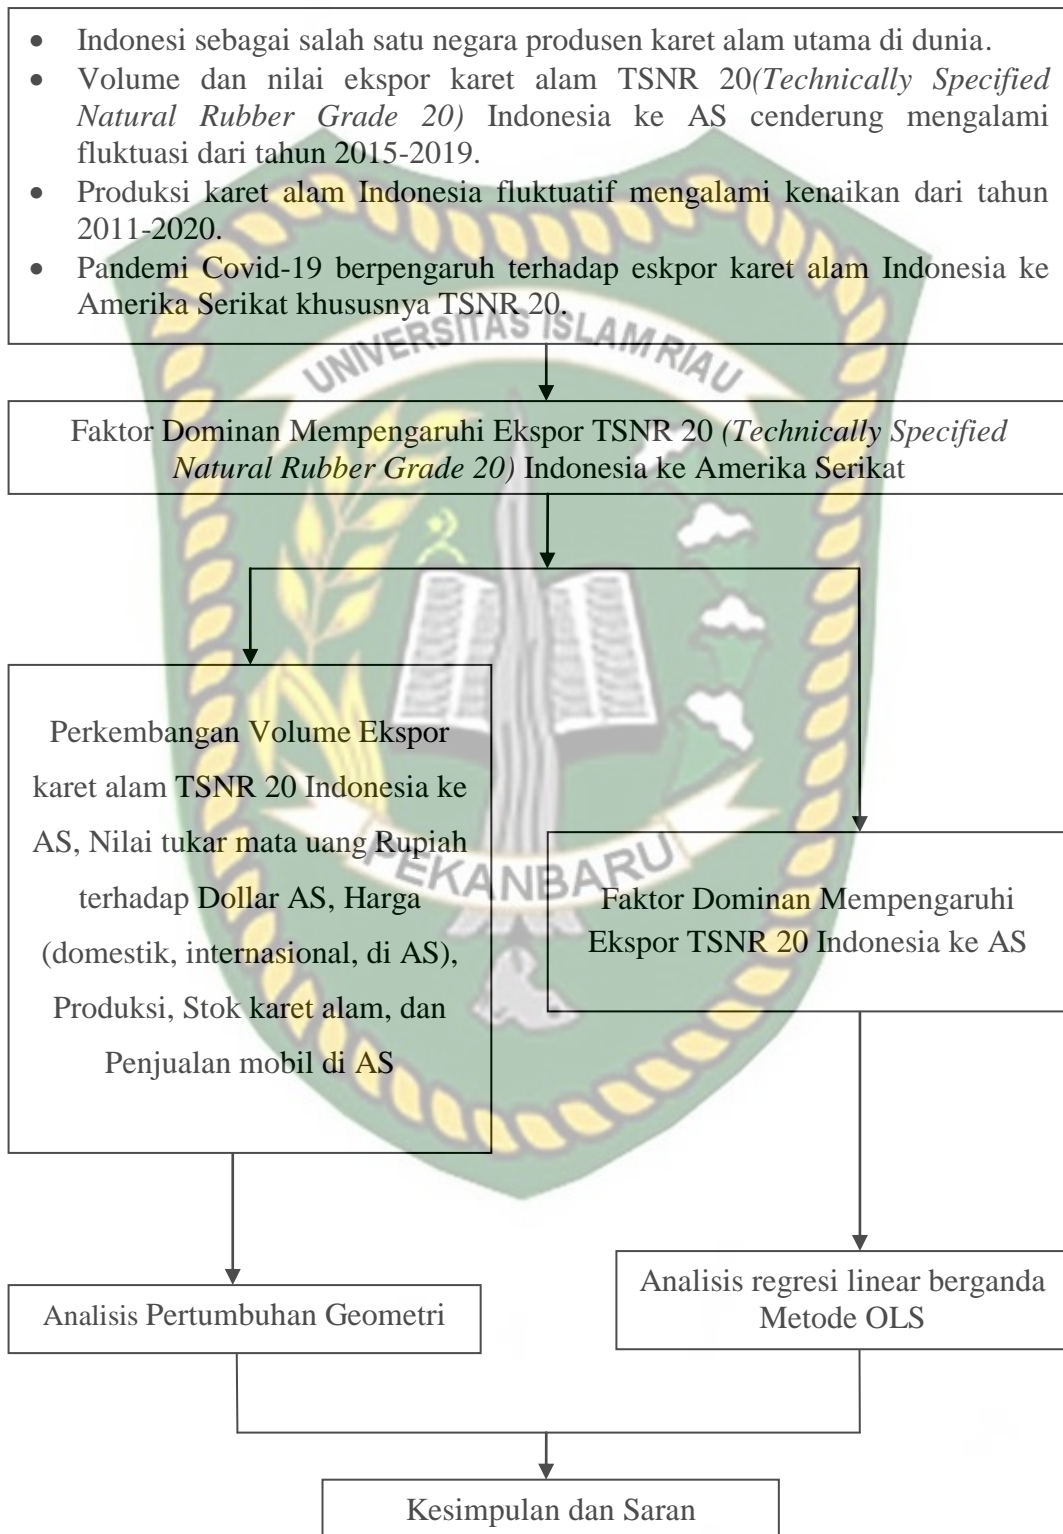 • Indonesi sebagai salah satu negara produsen karet alam utama di dunia.
• Volume dan nilai ekspor karet alam TSNR 20(Technically Specified
Natural Rubber Grade 20) Indonesia ke AS cenderung mengalami
fluktuasi dari tahun 2015-2019.
• Produksi karet alam Indonesia fluktuatif mengalami kenaikan dari tahun
2011-2020.
• Pandemi Covid-19 berpengaruh terhadap eskpor karet alam Indonesia ke
Amerika Serikat khususnya TSNR 20.
UNIVERSITAS ISLAM RIAU
Faktor Dominan Mempengaruhi Ekspor TSNR 20 (Technically Specified
Natural Rubber Grade 20) Indonesia ke Amerika Serikat
Perkembangan Volume Ekspor
karet alam TSNR 20 Indonesia ke
AS, Nilai tukar mata uang Rupiah
terhadap Dollar AS, Harga
(domestik, internasional, di AS),
Produksi, Stok karet alam, dan
Penjualan mobil di AS
PEKANBARU
Faktor Dominan Mempengaruhi
Ekspor TSNR 20 Indonesia ke AS
Analisis Pertumbuhan Geometri
Analisis regresi linear berganda
Metode OLS
Kesimpulan dan Saran